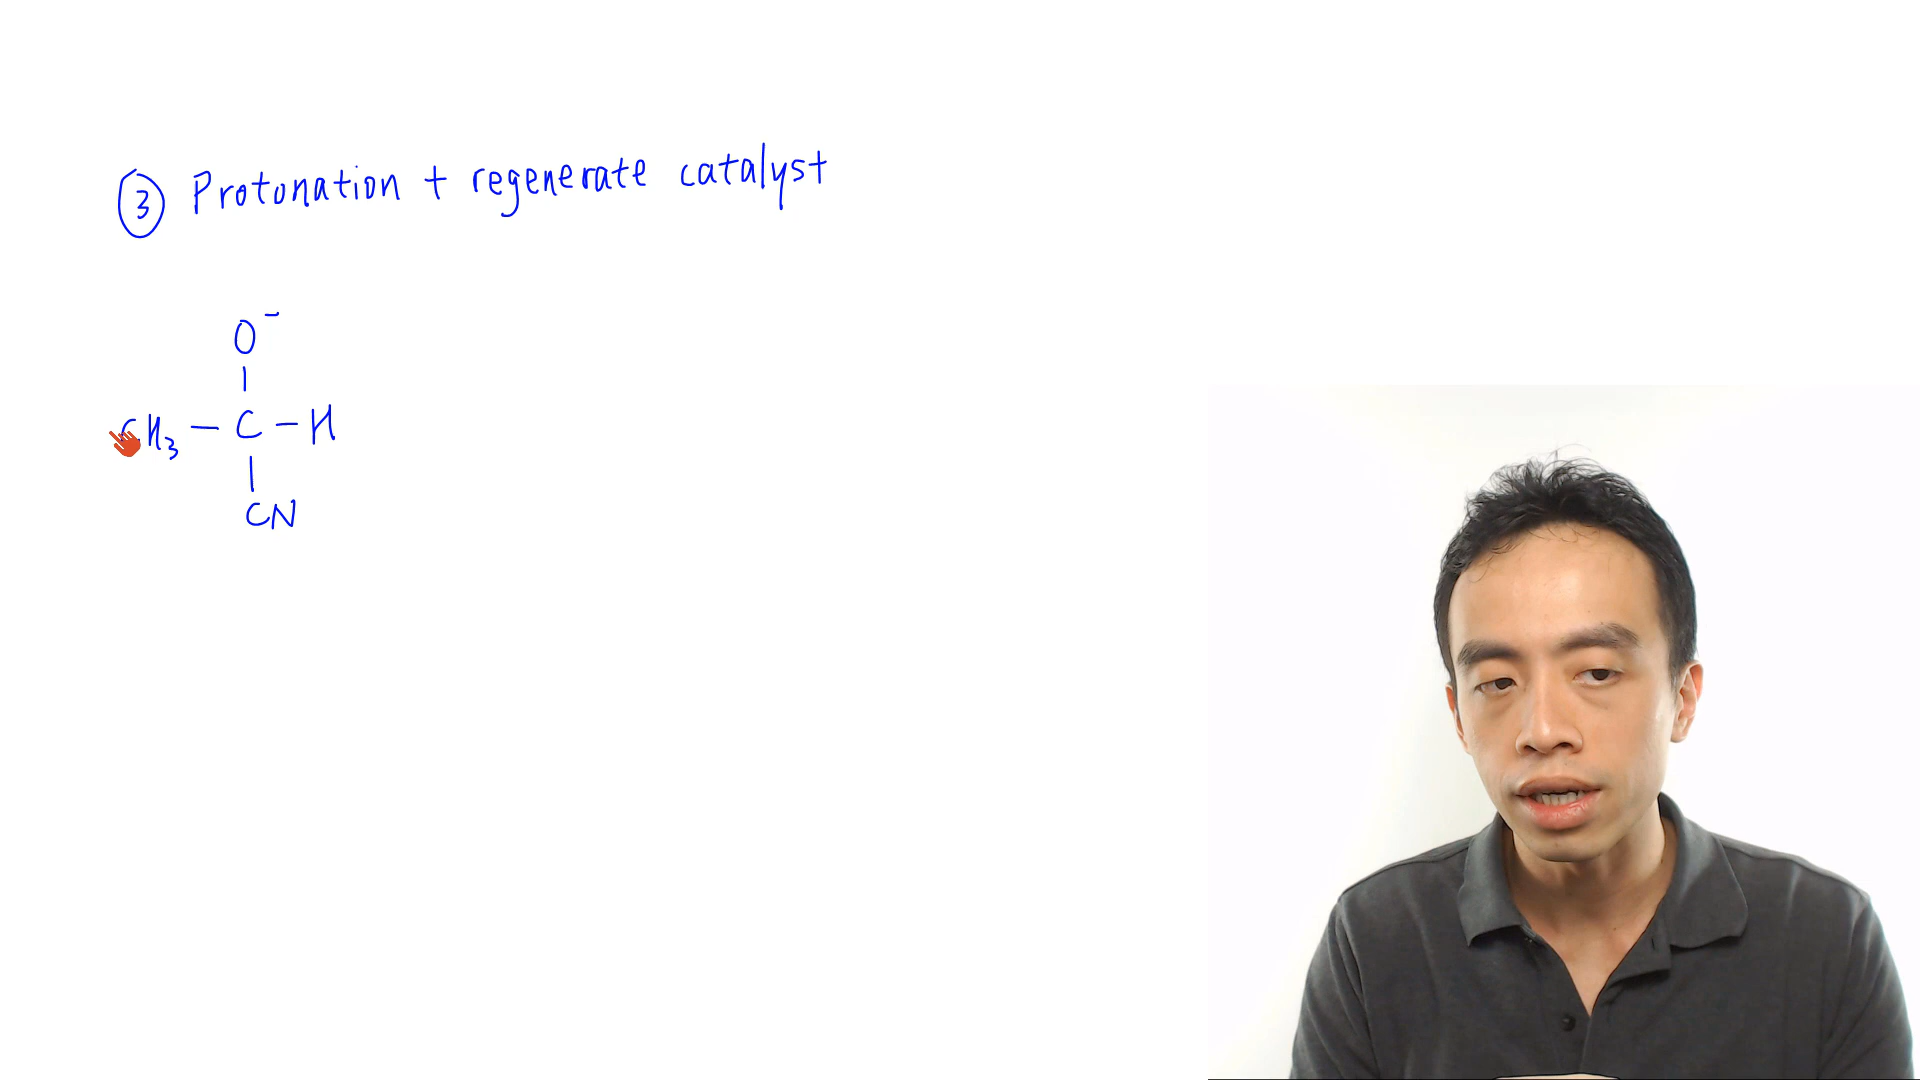 ③ Protonation + regenerate catalyst
O⁻
|
CH₃ — C — H
|
CN